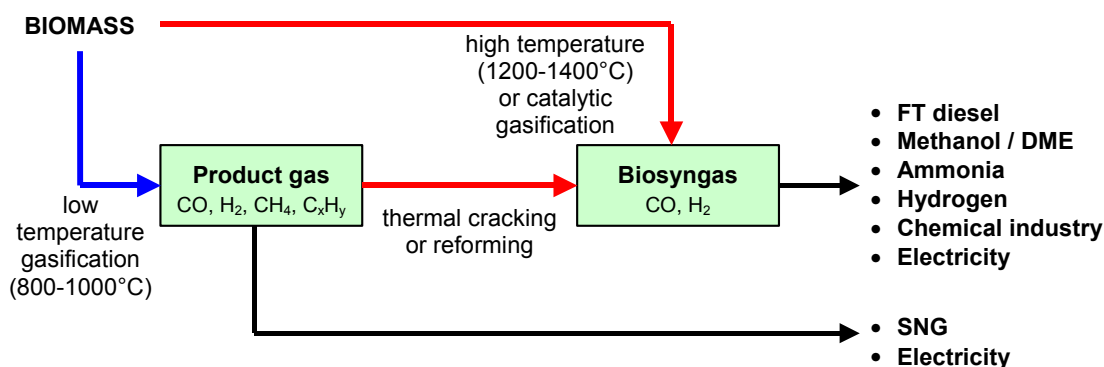 BIOMASS
high temperature
(1200-1400°C)
or catalytic
gasification
low
temperature
gasification
(800-1000°C)
Product gas
CO, H₂, CH₄, CₓHᵧ
thermal cracking
or reforming
Biosyngas
CO, H₂
• FT diesel
• Methanol / DME
• Ammonia
• Hydrogen
• Chemical industry
• Electricity
• SNG
• Electricity